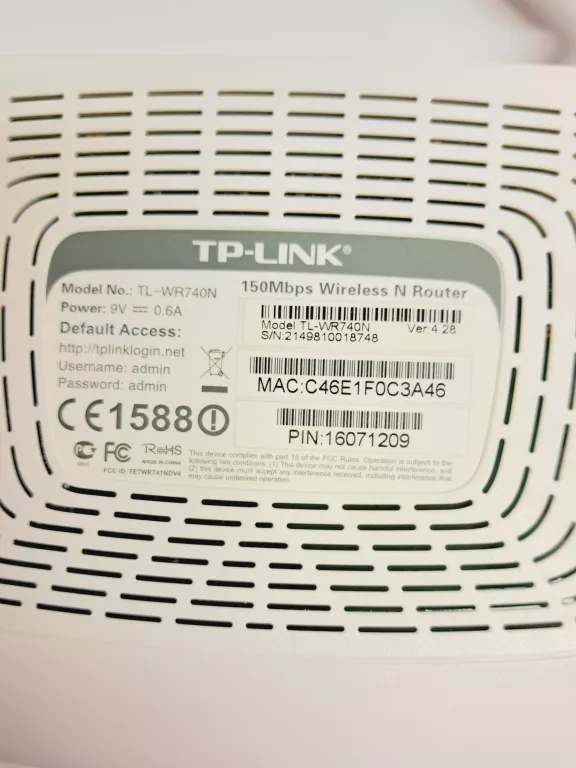 TP-LINK®
Model No.: TL-WR740N
150Mbps Wireless N Router
Power: 9V ⎓ 0.6A
Default Access:
http://tplinklogin.net
Username: admin
Password: admin
Model:TL-WR740N Ver:4.28
S/N:2149810018748
MAC:C46E1F0C3A46
PIN:16071209
CE1588
FC RoHS
MADE IN CHINA
FCC ID: TE7WR741NDV4
This device complies with part 15 of the FCC Rules. Operation is subject to the
following two conditions: (1) This device may not cause harmful interference, and
(2) this device must accept any interference received, including interference that
may cause undesired operation.